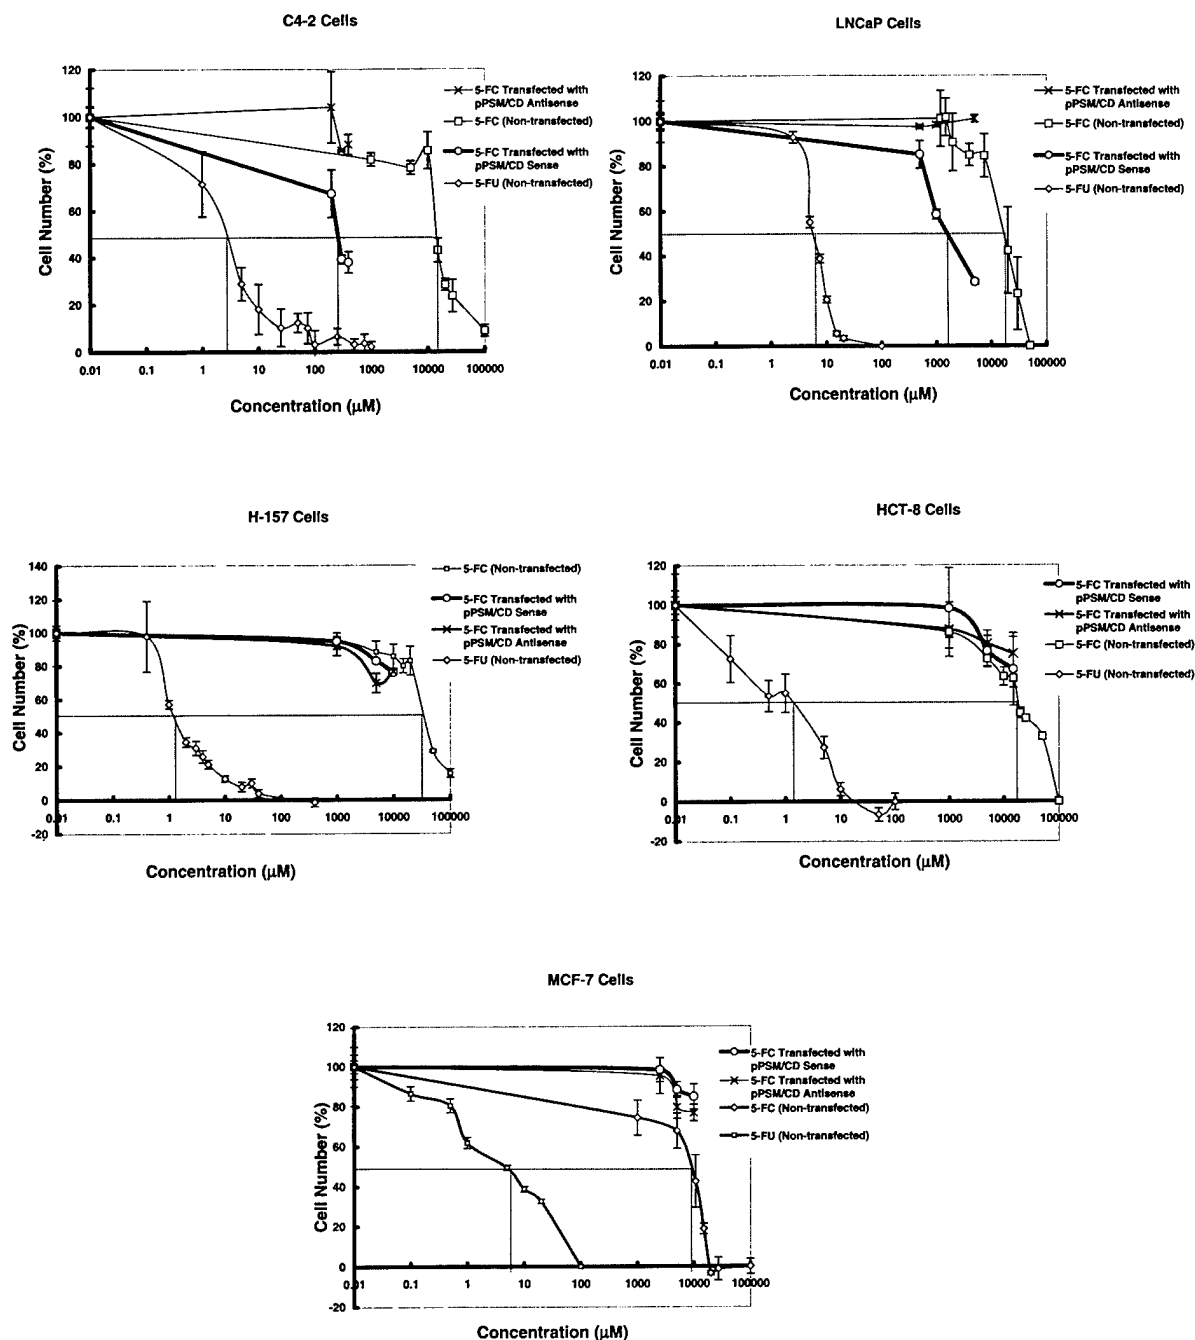 C4-2 Cells
120
100
80
60
40
20
0
0.01 0.1 1 10 100 1000 10000 100000
Cell Number (%)
Concentration (µM)
5-FC Transfected with
pPSM/CD Antisense
5-FC (Non-transfected)
5-FC Transfected with
pPSM/CD Sense
5-FU (Non-transfected)
LNCaP Cells
120
100
80
60
40
20
0
0.01 0.1 1 10 100 1000 10000 100000
Cell Number (%)
Concentration (µM)
5-FC Transfected with
pPSM/CD Antisense
5-FC (Non-transfected)
5-FC Transfected with
pPSM/CD Sense
5-FU (Non-transfected)
H-157 Cells
140
120
100
80
60
40
20
0
-20
0.01 0.1 1 10 100 1000 10000 100000
Cell Number (%)
Concentration (µM)
5-FC (Non-transfected)
5-FC Transfected with
pPSM/CD Sense
5-FC Transfected with
pPSM/CD Antisense
5-FU (Non-transfected)
HCT-8 Cells
120
100
80
60
40
20
0
-20
0.01 0.1 1 10 100 1000 10000 100000
Cell Number (%)
Concentration (µM)
5-FC Transfected with
pPSM/CD Sense
5-FC Transfected with
pPSM/CD Antisense
5-FC (Non-transfected)
5-FU (Non-transfected)
MCF-7 Cells
120
100
80
60
40
20
0
-20
0.01 0.1 1 10 100 1000 10000 100000
Cell Number (%)
Concentration (µM)
5-FC Transfected with
pPSM/CD Sense
5-FC Transfected with
pPSM/CD Antisense
5-FC (Non-transfected)
5-FU (Non-transfected)